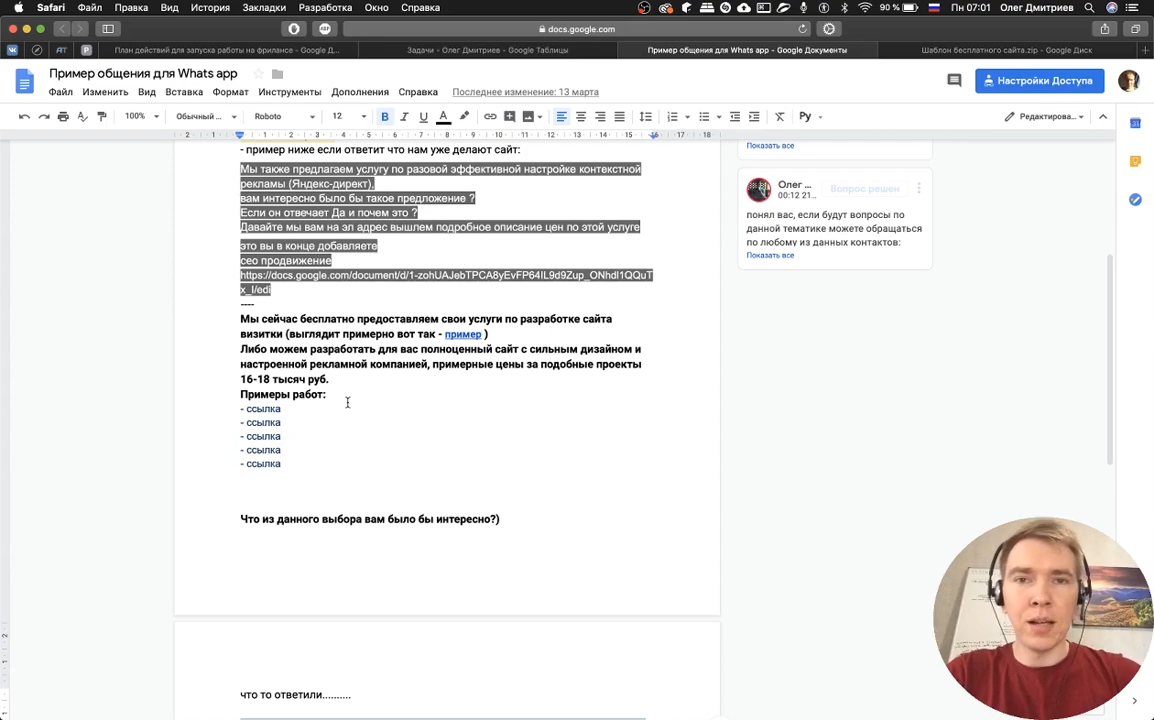 Safari Файл Правка Вид История Закладки Разработка Окно Справка 90 % Пн 07:01 Олег Дмитриев
docs.google.com
План действий для запуска работы на фрилансе - Google Д...
Задачи - Олег Дмитриев - Google Таблицы
Пример общения для Whats app - Google Документы
Шаблон бесплатного сайта.zip - Google Диск
Пример общения для Whats app
Файл Изменить Вид Вставка Формат Инструменты Дополнения Справка Последнее изменение: 13 марта
Настройки Доступа
100% Обычный ... Roboto 12 Редактирова...
- пример ниже если ответит что нам уже делают сайт:
Мы также предлагаем услугу по разовой эффективной настройке контекстной
рекламы (Яндекс-директ),
вам интересно было бы такое предложение ?
Если он отвечает Да и почем это ?
Давайте мы вам на эл адрес вышлем подробное описание цен по этой услуге
это вы в конце добавляете
сео продвижение
https://docs.google.com/document/d/1-zohUAJebTPCA8yEvFP64IL9d9Zup_ONhdl1QQuT
x_I/edi
----
Мы сейчас бесплатно предоставляем свои услуги по разработке сайта
визитки (выглядит примерно вот так - пример )
Либо можем разработать для вас полноценный сайт с сильным дизайном и
настроенной рекламной компанией, примерные цены за подобные проекты
16-18 тысяч руб.
Примеры работ:
- ссылка
- ссылка
- ссылка
- ссылка
- ссылка
Что из данного выбора вам было бы интересно?)
что то ответили..........
Показать все
Олег ...
00:12 21...
Вопрос решен
понял вас, если будут вопросы по
данной тематике можете обращаться
по любому из данных контактов:
Показать все